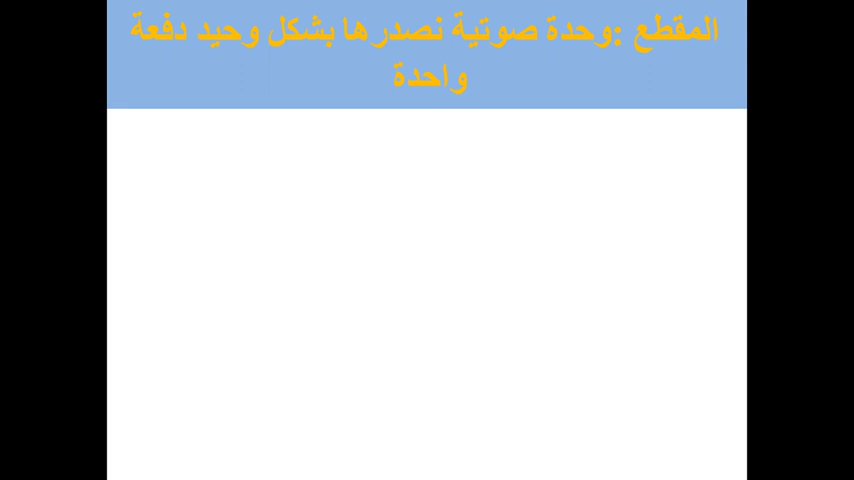 المقطع :وحدة صوتية نصدرها بشكل وحيد دفعة
واحدة